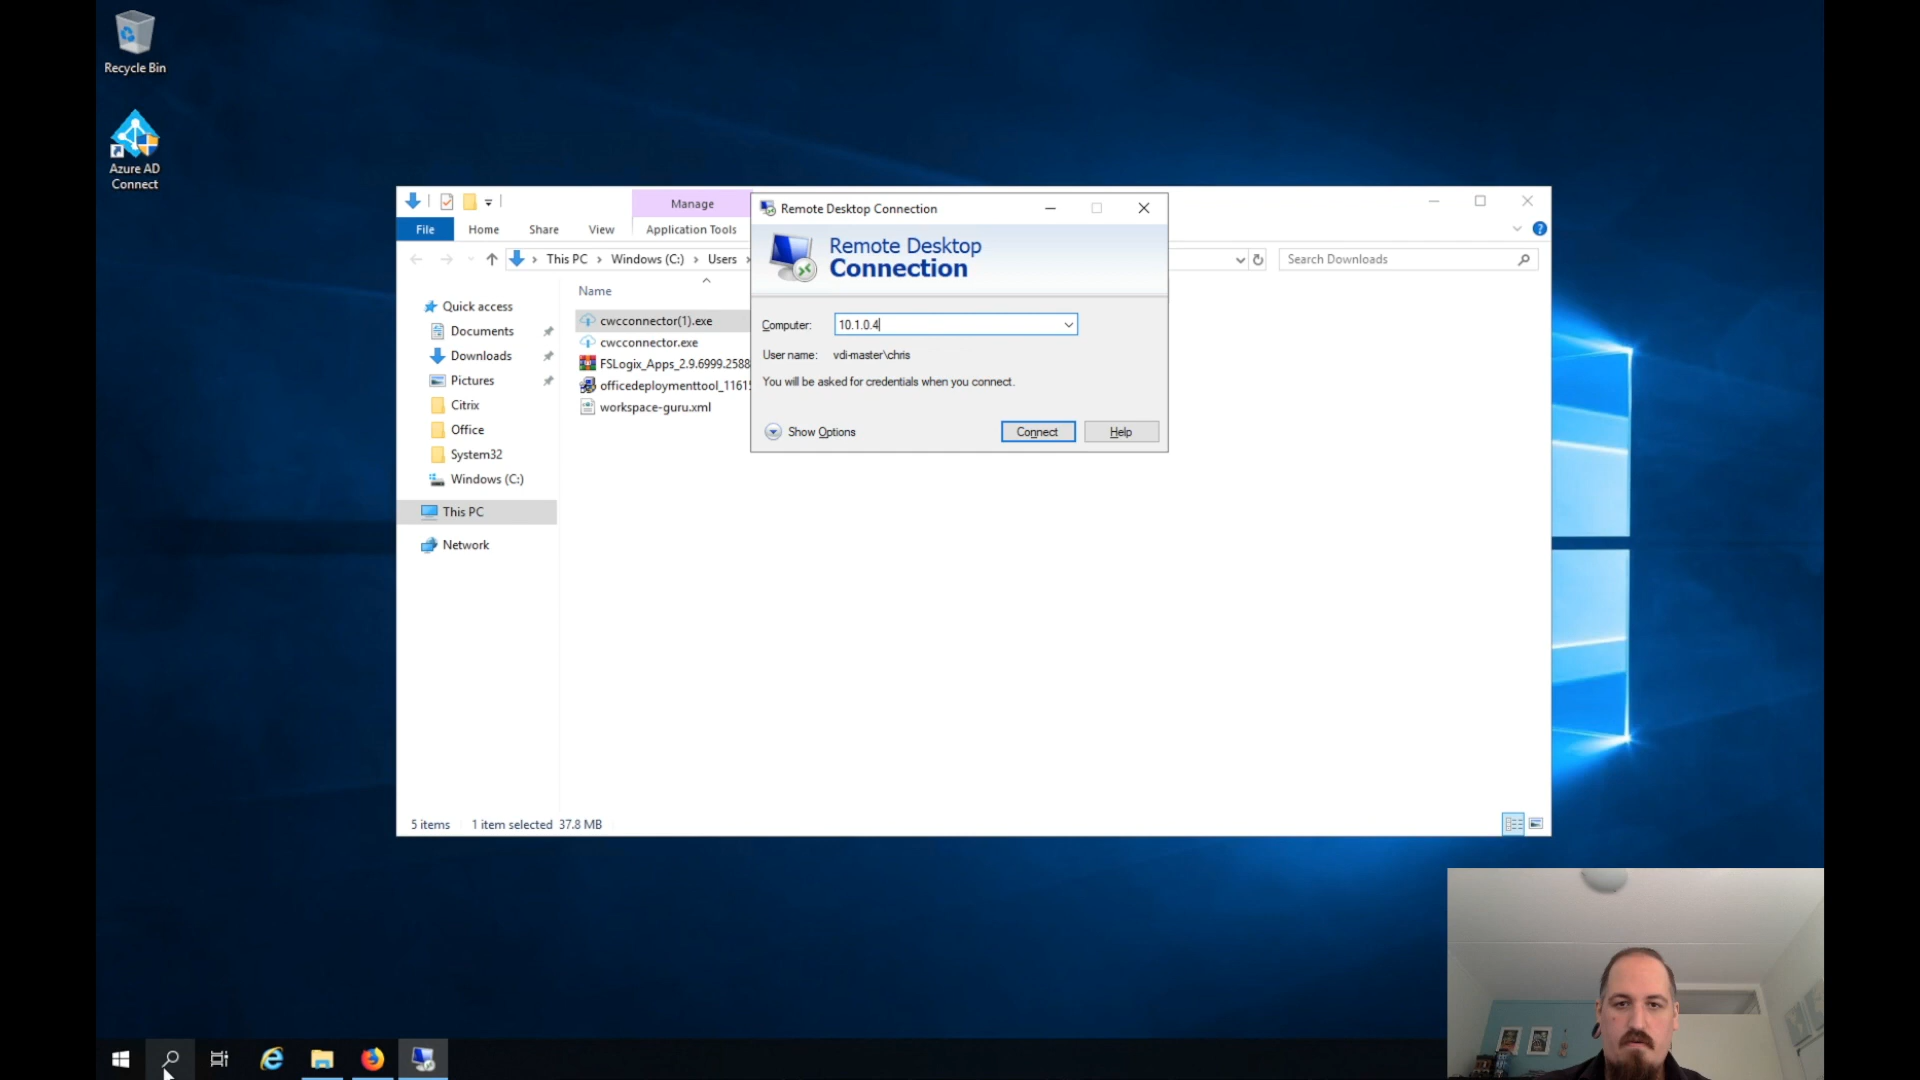 Recycle Bin
Azure AD
Connect
Manage
File
Home
Share
View
Application Tools
This PC
Windows (C:)
Users
Search Downloads
Name
Quick access
Documents
Downloads
Pictures
Citrix
Office
System32
Windows (C:)
This PC
Network
cwcconnector(1).exe
cwcconnector.exe
FSLogix_Apps_2.9.6999.2588
officedeploymenttool_1161
workspace-guru.xml
5 items 1 item selected 37.8 MB
Remote Desktop Connection
Remote Desktop
Connection
Computer: 10.1.0.4
User name: vdi-master\chris
You will be asked for credentials when you connect.
Show Options
Connect
Help